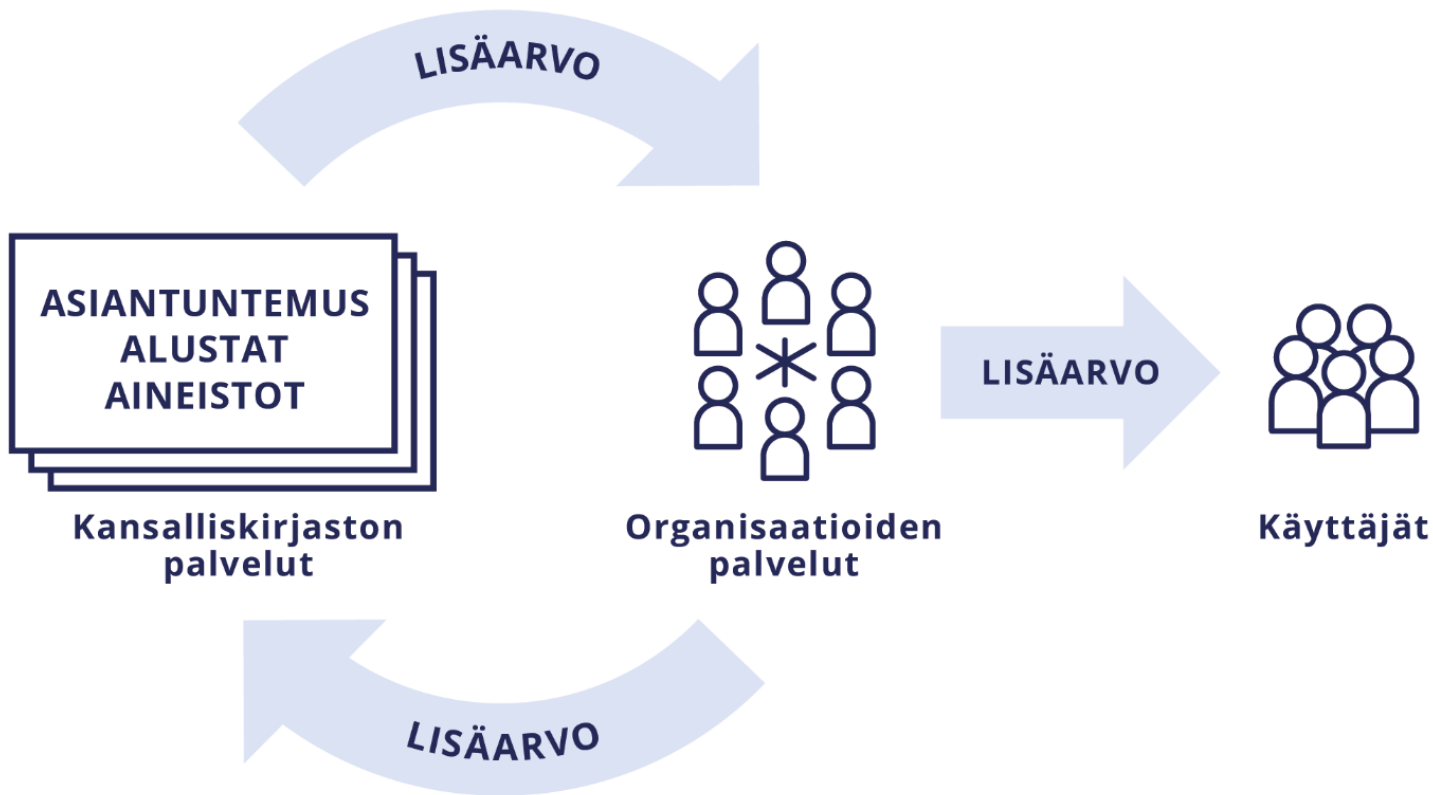 LISÄARVO
ASIANTUNTEMUS
ALUSTAT
AINEISTOT
Kansalliskirjaston
palvelut
Organisaatioiden
palvelut
LISÄARVO
Käyttäjät
LISÄARVO